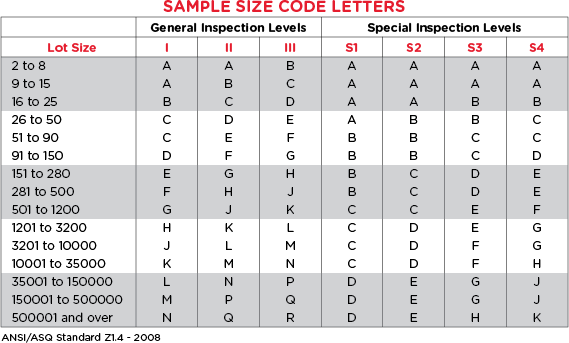 SAMPLE SIZE CODE LETTERS
General Inspection Levels Special Inspection Levels
Lot Size I II III S1 S2 S3 S4
2 to 8 A A B A A A A
9 to 15 A B C A A A A
16 to 25 B C D A A B B
26 to 50 C D E A B B C
51 to 90 C E F B B C C
91 to 150 D F G B B C D
151 to 280 E G H B C D E
281 to 500 F H J B C D E
501 to 1200 G J K C C E F
1201 to 3200 H K L C D E G
3201 to 10000 J L M C D F G
10001 to 35000 K M N C D F H
35001 to 150000 L N P D E G J
150001 to 500000 M P Q D E G J
500001 and over N Q R D E H K
ANSI/ASQ Standard Z1.4 - 2008